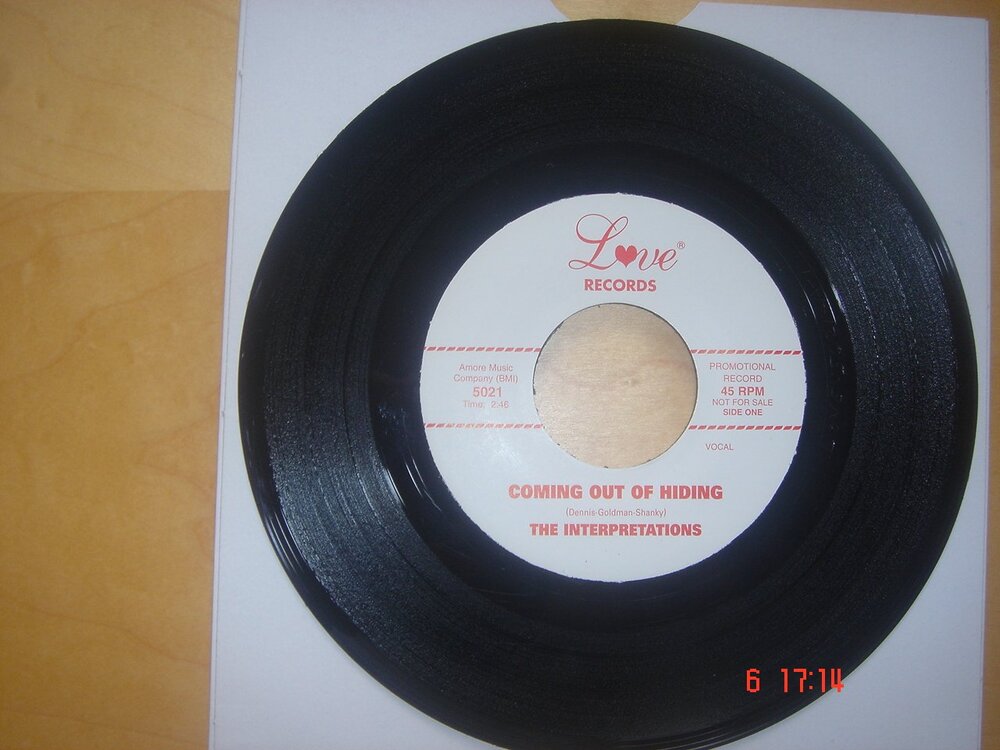 Love®
RECORDS
Amore Music
Company (BMI)
5021
Time: 2:46
PROMOTIONAL
RECORD
45 RPM
NOT FOR SALE
SIDE ONE
VOCAL
COMING OUT OF HIDING
(Dennis-Goldman-Shanky)
THE INTERPRETATIONS
6 17:14